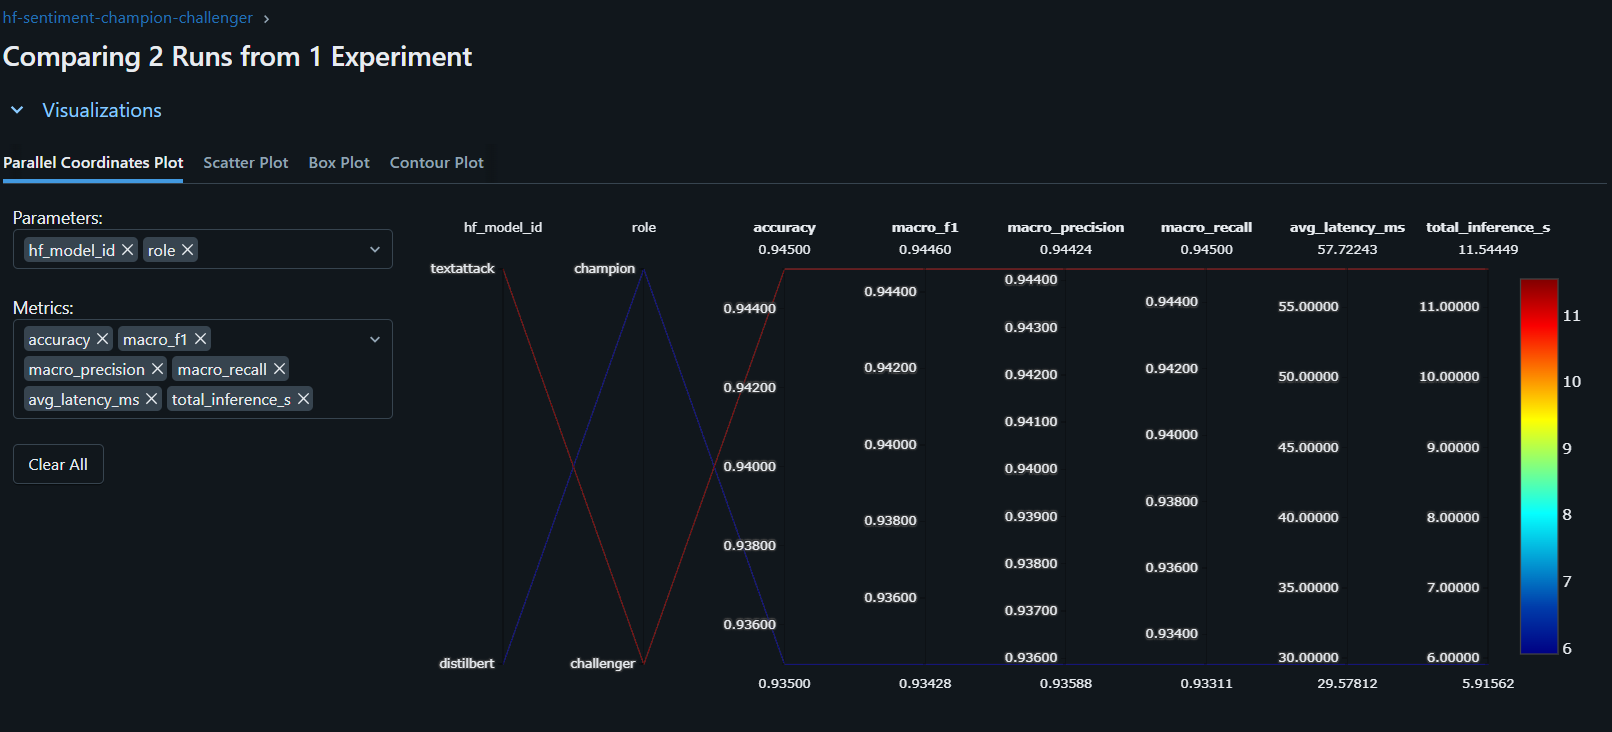 hf-sentiment-champion-challenger ›
Comparing 2 Runs from 1 Experiment
Visualizations
Parallel Coordinates Plot Scatter Plot Box Plot Contour Plot
Parameters:
hf_model_id × role ×
Metrics:
accuracy × macro_f1 ×
macro_precision × macro_recall ×
avg_latency_ms × total_inference_s ×
Clear All
hf_model_id
textattack
distilbert
role
champion
challenger
accuracy
0.94500
0.94400
0.94200
0.94000
0.93800
0.93600
0.93500
macro_f1
0.94460
0.94400
0.94200
0.94000
0.93800
0.93600
0.93428
macro_precision
0.94424
0.94400
0.94300
0.94200
0.94100
0.94000
0.93900
0.93800
0.93700
0.93600
0.93588
macro_recall
0.94500
0.94400
0.94200
0.94000
0.93800
0.93600
0.93400
0.93311
avg_latency_ms
57.72243
55.00000
50.00000
45.00000
40.00000
35.00000
30.00000
29.57812
total_inference_s
11.54449
11.00000
10.00000
9.00000
8.00000
7.00000
6.00000
5.91562
11
10
9
8
7
6